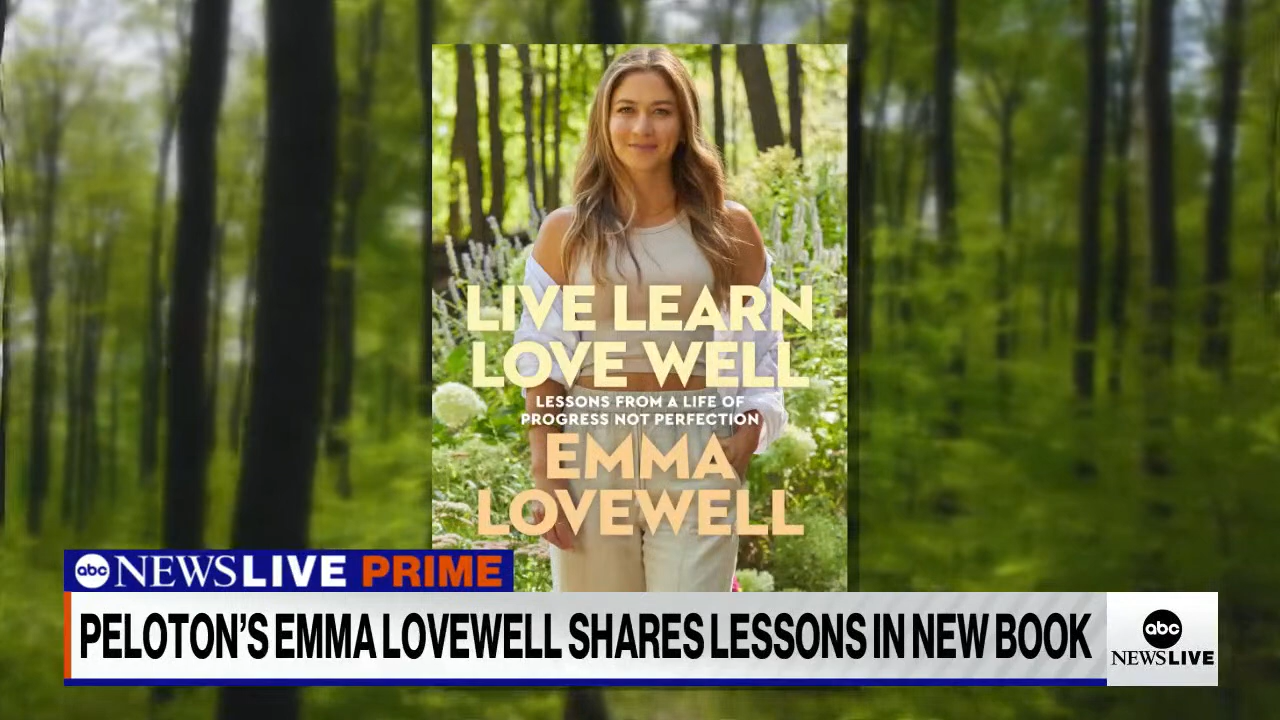 LIVE LEARN
LOVE WELL
LESSONS FROM A LIFE OF
PROGRESS NOT PERFECTION
EMMA
LOVEWELL
abc NEWS LIVE PRIME
PELOTON'S EMMA LOVEWELL SHARES LESSONS IN NEW BOOK
abc
NEWS LIVE